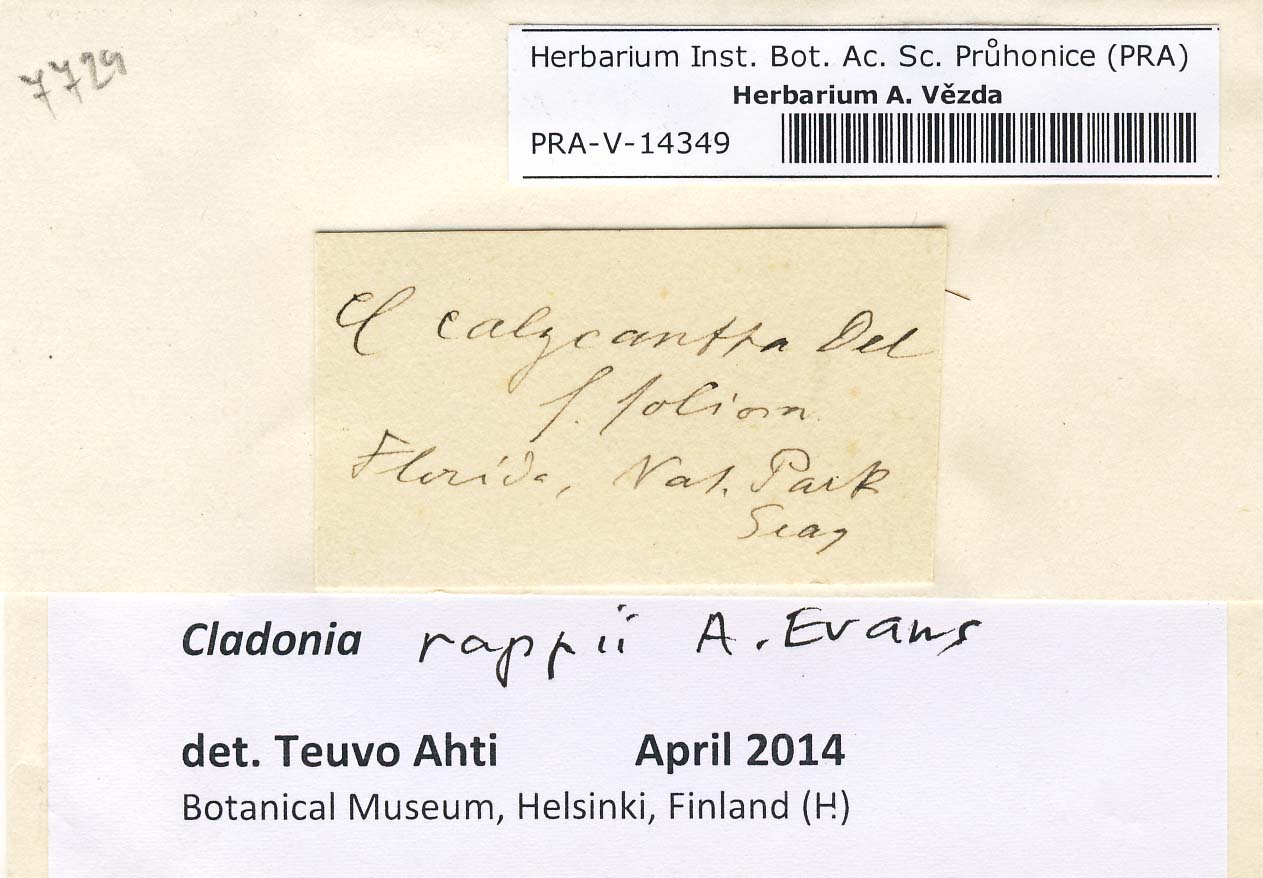 7729
Herbarium Inst. Bot. Ac. Sc. Průhonice (PRA)
Herbarium A. Vězda
PRA-V-14349
Cl calycantha Del
f. folios
Florida, Nat. Park
Cladonia rappii A. Evans
det. Teuvo Ahti April 2014
Botanical Museum, Helsinki, Finland (H)